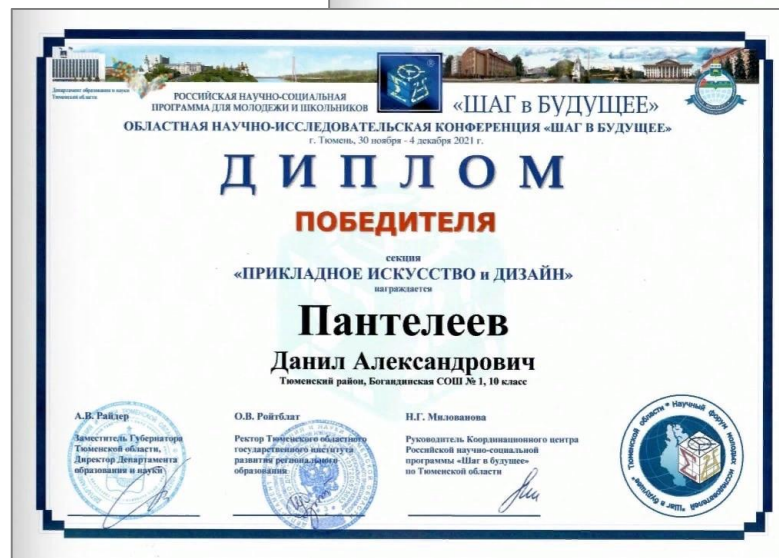 Департамент образования и науки
Тюменской области
РОССИЙСКАЯ НАУЧНО-СОЦИАЛЬНАЯ
ПРОГРАММА ДЛЯ МОЛОДЕЖИ И ШКОЛЬНИКОВ
«ШАГ в БУДУЩЕЕ»
ОБЛАСТНАЯ НАУЧНО-ИССЛЕДОВАТЕЛЬСКАЯ КОНФЕРЕНЦИЯ «ШАГ В БУДУЩЕЕ»
г. Тюмень, 30 ноября - 4 декабря 2021 г.
ДИПЛОМ
ПОБЕДИТЕЛЯ
секция
«ПРИКЛАДНОЕ ИСКУССТВО и ДИЗАЙН»
награждается
Пантелеев
Данил Александрович
Тюменский район, Богандинская СОШ № 1, 10 класс
А.В. Райдер
Заместитель Губернатора
Тюменской области,
Директор Департамента
образования и науки
О.В. Ройтблат
Ректор Тюменского областного
государственного института
развития регионального
образования
Н.Г. Милованова
Руководитель Координационного центра
Российской научно-социальной
программы «Шаг в будущее»
по Тюменской области
Научный форум молодых исследователей "Шаг в будущее" Тюменской области